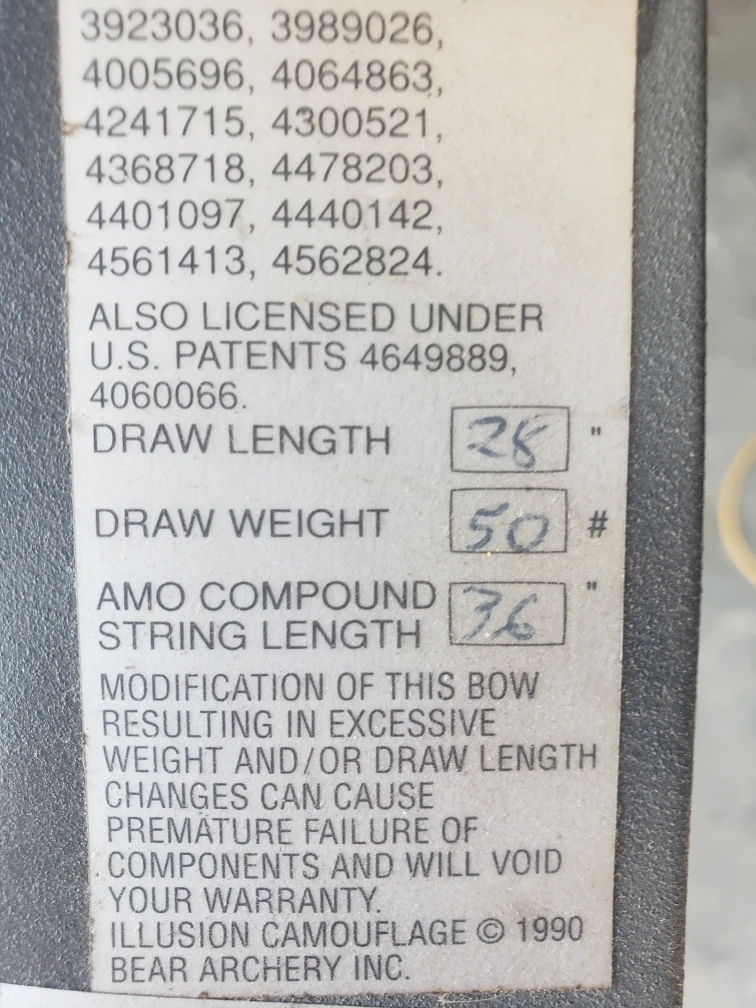 3923036, 3989026,
4005696, 4064863,
4241715, 4300521,
4368718, 4478203,
4401097, 4440142,
4561413, 4562824.
ALSO LICENSED UNDER
U.S. PATENTS 4649889,
4060066.
DRAW LENGTH 28 "
DRAW WEIGHT 50 #
AMO COMPOUND
STRING LENGTH 36 "
MODIFICATION OF THIS BOW
RESULTING IN EXCESSIVE
WEIGHT AND/OR DRAW LENGTH
CHANGES CAN CAUSE
PREMATURE FAILURE OF
COMPONENTS AND WILL VOID
YOUR WARRANTY.
ILLUSION CAMOUFLAGE © 1990
BEAR ARCHERY INC.